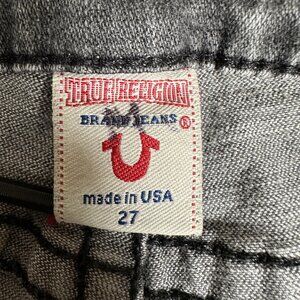 TRUE RELIGION
BRAND JEANS ®
made in USA
27